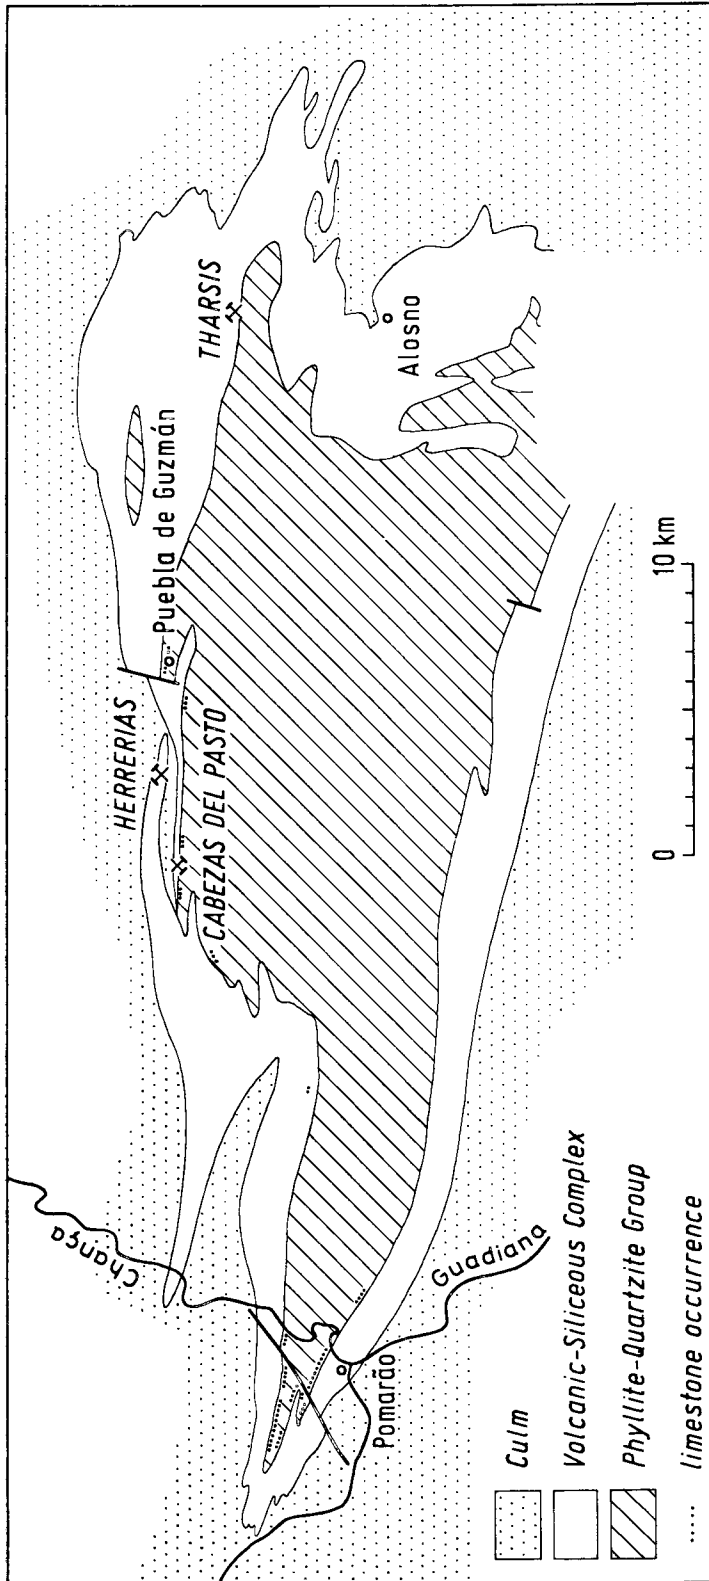 THARSIS
Alosno
Puebla de Guzmán
HERRERIAS
CABEZAS DEL PASTO
Chança
Guadiana
Pomarão
0
10 km
Culm
Volcanic-Siliceous Complex
Phyllite-Quartzite Group
limestone occurrence